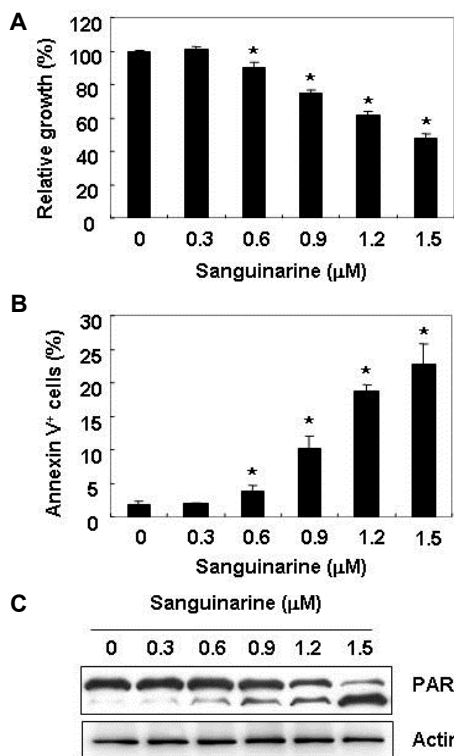 A
Relative growth (%)
120
100
80
60
40
20
0
* * * *
0 0.3 0.6 0.9 1.2 1.5
Sanguinarine (μM)
B
Annexin V⁺ cells (%)
30
25
20
15
10
5
0
* * * *
0 0.3 0.6 0.9 1.2 1.5
Sanguinarine (μM)
C
Sanguinarine (μM)
0 0.3 0.6 0.9 1.2 1.5
PAR
Actin